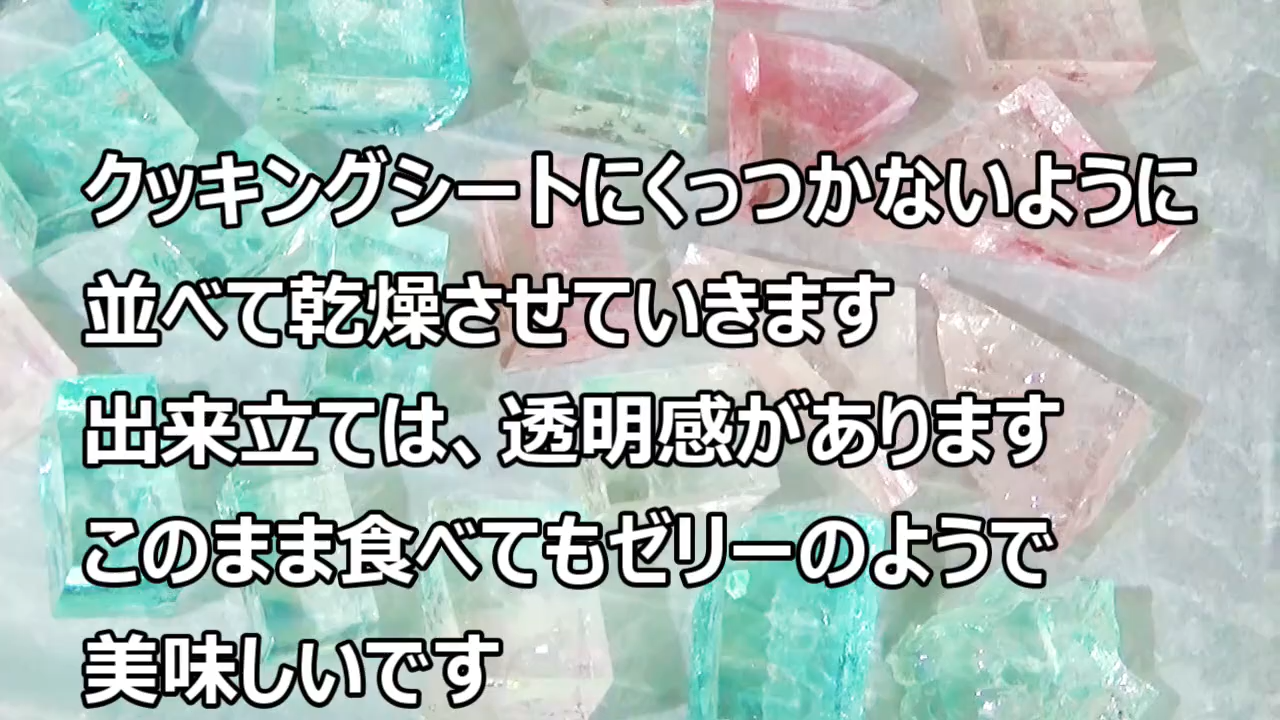 クッキングシートにくっつかないように
並べて乾燥させていきます
出来立ては、透明感があります
このまま食べてもゼリーのようで
美味しいです